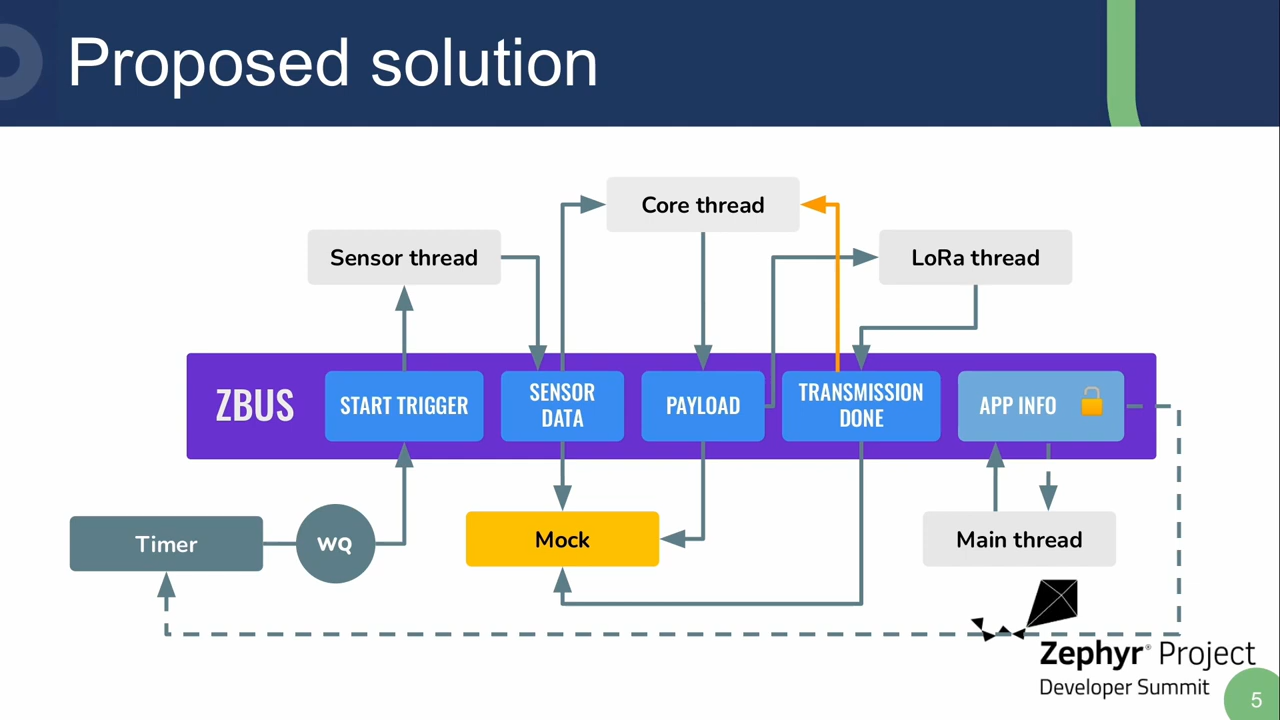 Proposed solution
Core thread
Sensor thread
LoRa thread
ZBUS
START TRIGGER
SENSOR
DATA
PAYLOAD
TRANSMISSION
DONE
APP INFO
Timer
WQ
Mock
Main thread
Zephyr® Project
Developer Summit
5